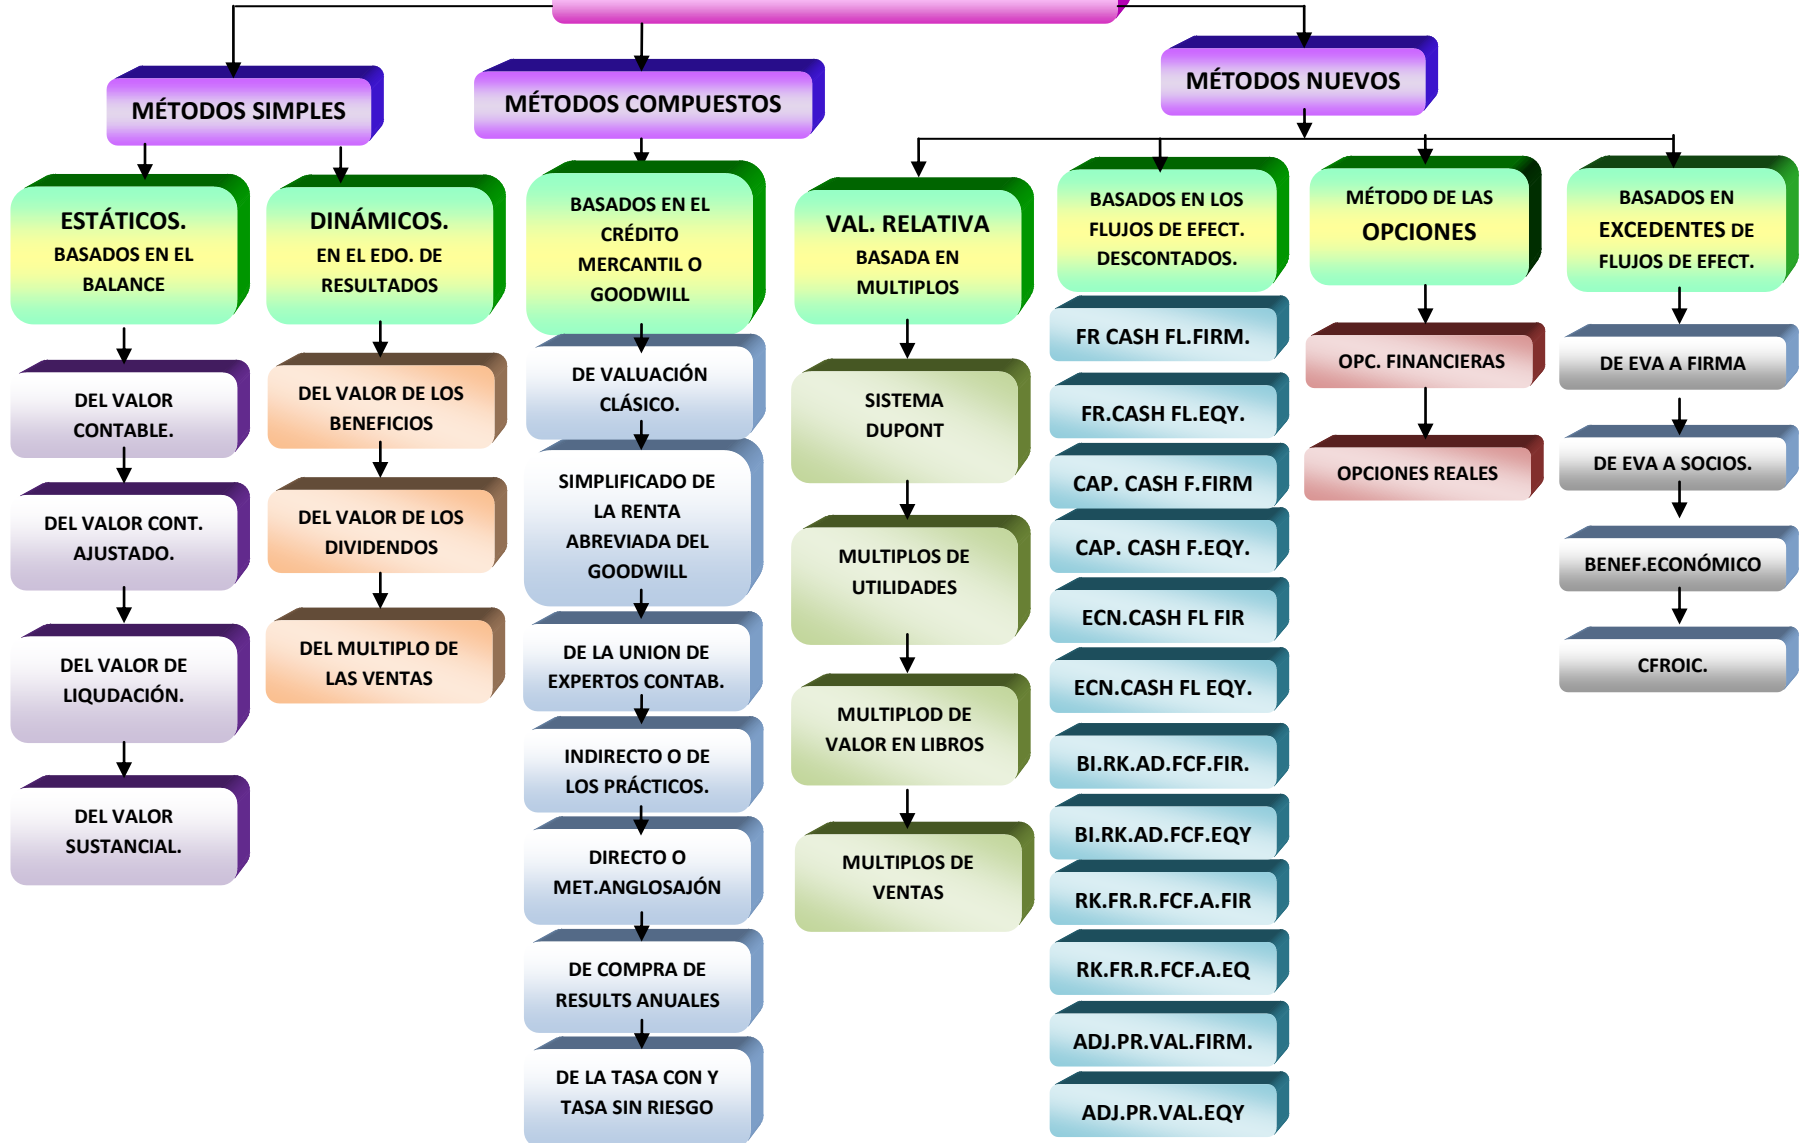 MÉTODOS SIMPLES
MÉTODOS COMPUESTOS
MÉTODOS NUEVOS
ESTÁTICOS.
BASADOS EN EL
BALANCE
DEL VALOR
CONTABLE.
DEL VALOR CONT.
AJUSTADO.
DEL VALOR DE
LIQUDACIÓN.
DEL VALOR
SUSTANCIAL.
DINÁMICOS.
EN EL EDO. DE
RESULTADOS
DEL VALOR DE LOS
BENEFICIOS
DEL VALOR DE LOS
DIVIDENDOS
DEL MULTIPLO DE
LAS VENTAS
BASADOS EN EL
CRÉDITO
MERCANTIL O
GOODWILL
DE VALUACIÓN
CLÁSICO.
SIMPLIFICADO DE
LA RENTA
ABREVIADA DEL
GOODWILL
DE LA UNION DE
EXPERTOS CONTAB.
INDIRECTO O DE
LOS PRÁCTICOS.
DIRECTO O
MET.ANGLOSAJÓN
DE COMPRA DE
RESULTS ANUALES
DE LA TASA CON Y
TASA SIN RIESGO
VAL. RELATIVA
BASADA EN
MULTIPLOS
SISTEMA
DUPONT
MULTIPLOS DE
UTILIDADES
MULTIPLOD DE
VALOR EN LIBROS
MULTIPLOS DE
VENTAS
BASADOS EN LOS
FLUJOS DE EFECT.
DESCONTADOS.
FR CASH FL.FIRM.
FR.CASH FL.EQY.
CAP. CASH F.FIRM
CAP. CASH F.EQY.
ECN.CASH FL FIR
ECN.CASH FL EQY.
BI.RK.AD.FCF.FIR.
BI.RK.AD.FCF.EQY
RK.FR.R.FCF.A.FIR
RK.FR.R.FCF.A.EQ
ADJ.PR.VAL.FIRM.
ADJ.PR.VAL.EQY
MÉTODO DE LAS
OPCIONES
OPC. FINANCIERAS
OPCIONES REALES
BASADOS EN
EXCEDENTES DE
FLUJOS DE EFECT.
DE EVA A FIRMA
DE EVA A SOCIOS.
BENEF.ECONÓMICO
CFROIC.